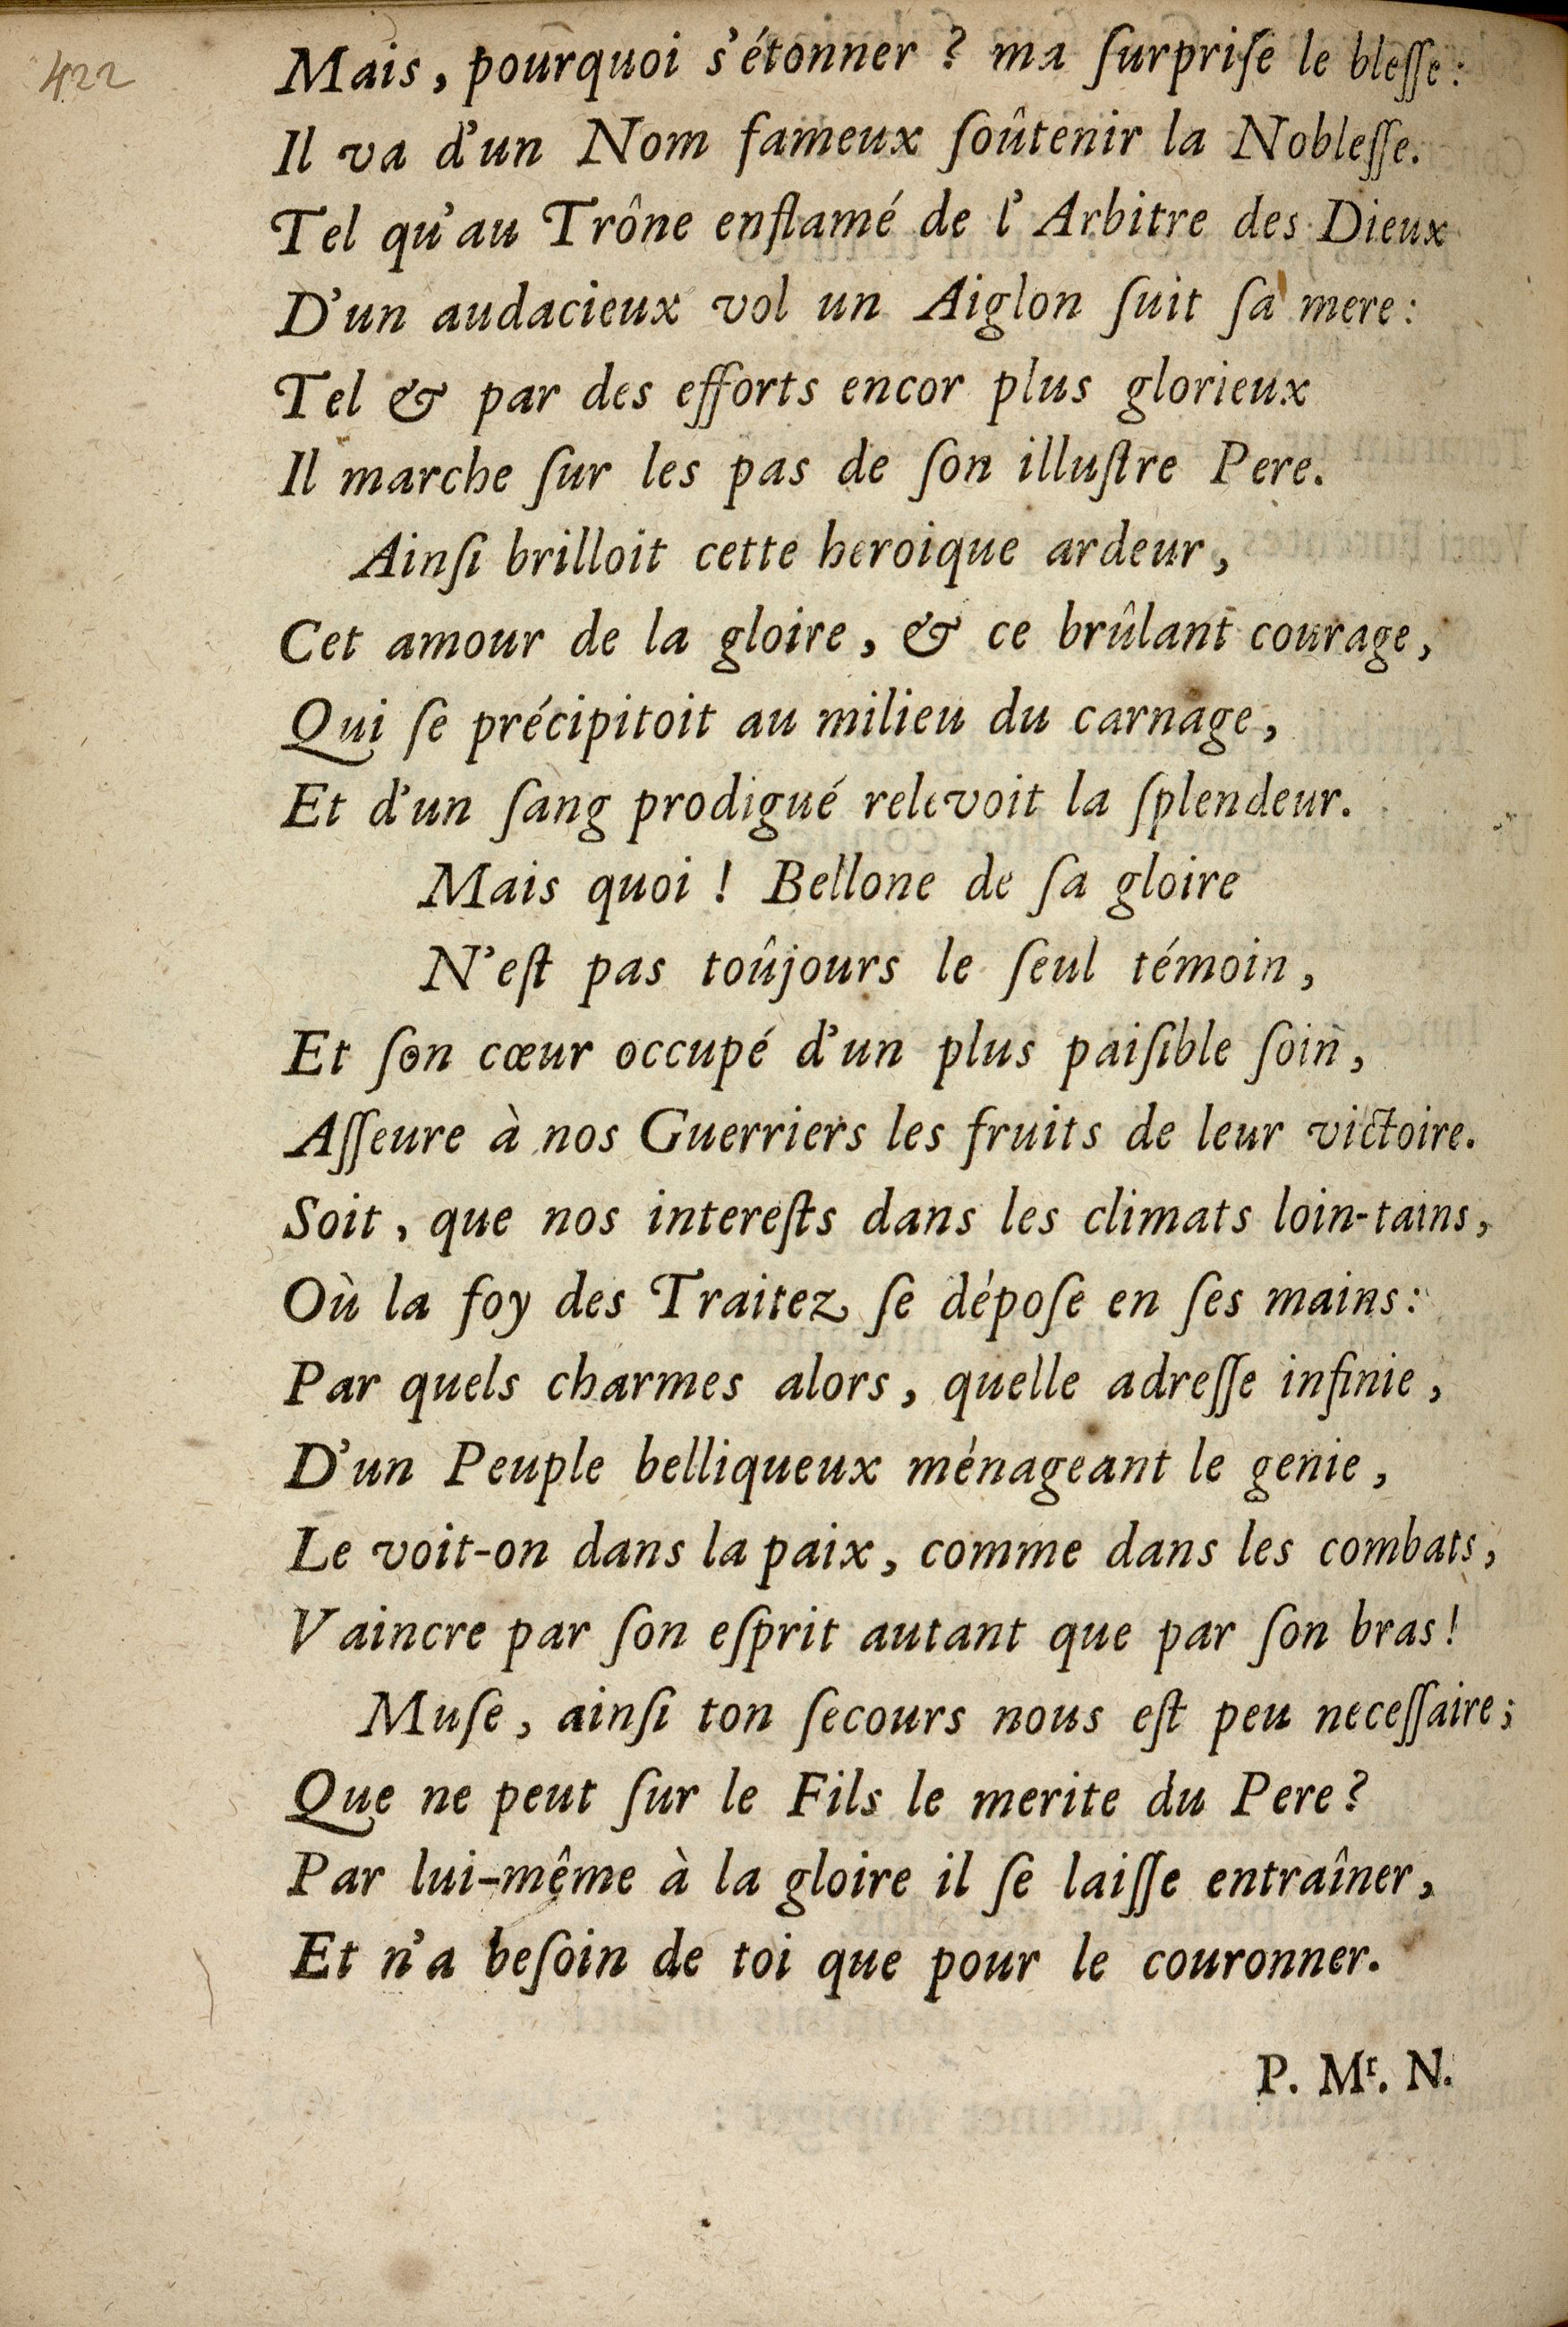 422
Mais, pourquoi s'étonner ? ma ſurpriſe le bleſſe:
Il va d'un Nom fameux ſoûtenir la Nobleſſe.
Tel qu'au Trône enflamé de l'Arbitre des Dieux
D'un audacieux vol un Aiglon ſuit ſa mere:
Tel & par des efforts encor plus glorieux
Il marche ſur les pas de ſon illuſtre Pere.
Ainſi brilloit cette heroique ardeur,
Cet amour de la gloire, & ce brûlant courage,
Qui ſe précipitoit au milieu du carnage,
Et d'un ſang prodigué relevoit la ſplendeur.
Mais quoi ! Bellone de ſa gloire
N'eſt pas toûjours le ſeul témoin,
Et ſon cœur occupé d'un plus paiſible ſoin,
Aſſeure à nos Guerriers les fruits de leur victoire.
Soit, que nos intereſts dans les climats loin-tains,
Où la foy des Traitez ſe dépoſe en ſes mains:
Par quels charmes alors, quelle adreſſe infinie,
D'un Peuple belliqueux ménageant le genie,
Le voit-on dans la paix, comme dans les combats,
Vaincre par ſon eſprit autant que par ſon bras!
Muſe, ainſi ton ſecours nous eſt peu neceſſaire;
Que ne peut ſur le Fils le merite du Pere?
Par lui-même à la gloire il ſe laiſſe entraîner,
Et n'a beſoin de toi que pour le couronner.
P. Mʳ. N.